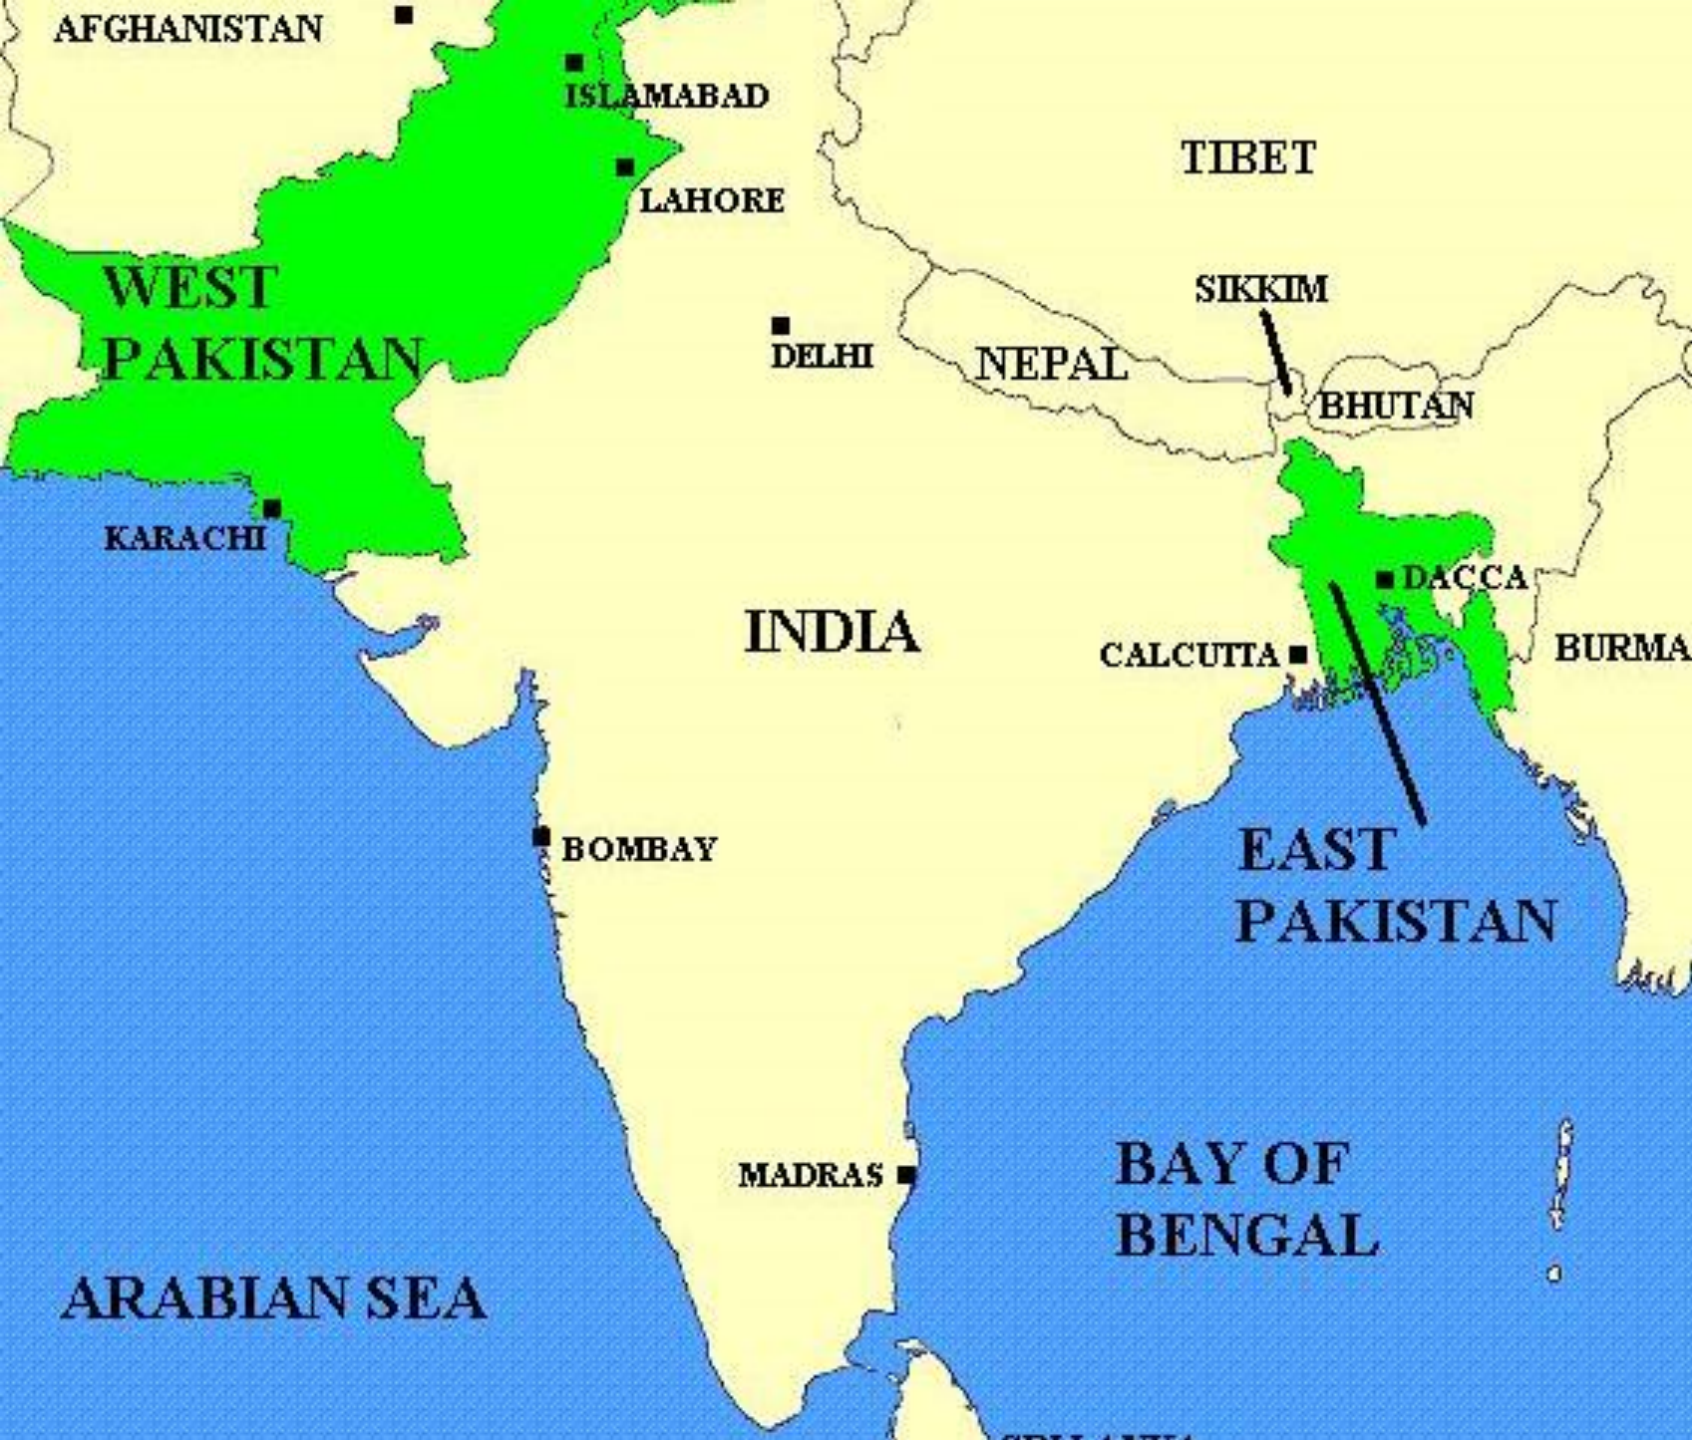 AFGHANISTAN
ISLAMABAD
TIBET
LAHORE
WEST
PAKISTAN
SIKKIM
DELHI
NEPAL
BHUTAN
KARACHI
DACCA
INDIA
CALCUTTA
BURMA
BOMBAY
EAST
PAKISTAN
MADRAS
BAY OF
BENGAL
ARABIAN SEA